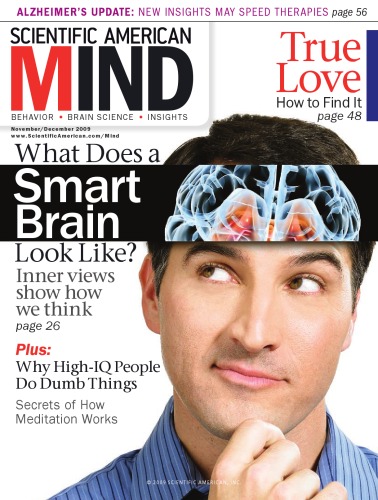 ALZHEIMER'S UPDATE: NEW INSIGHTS MAY SPEED THERAPIES page 56
SCIENTIFIC AMERICAN
MIND
BEHAVIOR • BRAIN SCIENCE • INSIGHTS
November/December 2009
www.ScientificAmerican.com/Mind
True
Love
How to Find It
page 48
What Does a
Smart
Brain
Look Like?
Inner views
show how
we think
page 26
Plus:
Why High-IQ People
Do Dumb Things
Secrets of How
Meditation Works
© 2009 SCIENTIFIC AMERICAN, INC.